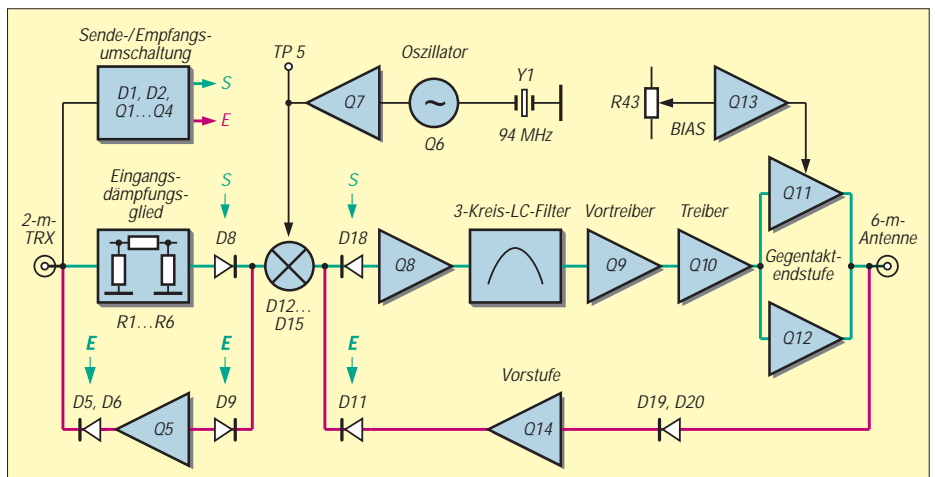 Sende-/Empfangs-
umschaltung
D1, D2,
Q1...Q4
S
E
TP 5
Oszillator
Q7
~
Q6
Y1
94 MHz
R43
BIAS
Q13
Eingangs-
dämpfungs-
glied
2-m-
TRX
R1...R6
S
D8
D12...
D15
S
D18
Q8
3-Kreis-LC-Filter
Vortreiber
Q9
Treiber
Q10
Q11
Gegentakt-
endstufe
Q12
6-m-
Antenne
E
D5, D6
Q5
E
D9
E
D11
Vorstufe
Q14
D19, D20